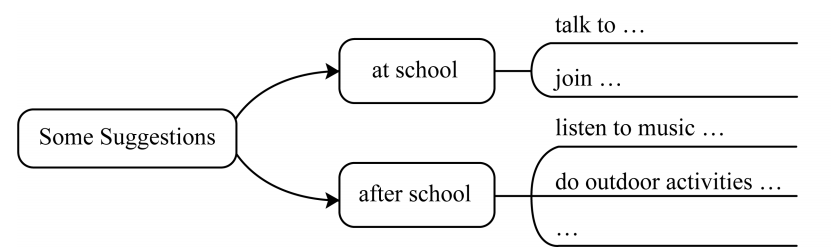 Some Suggestions
at school
talk to …
join …
after school
listen to music …
do outdoor activities …
…